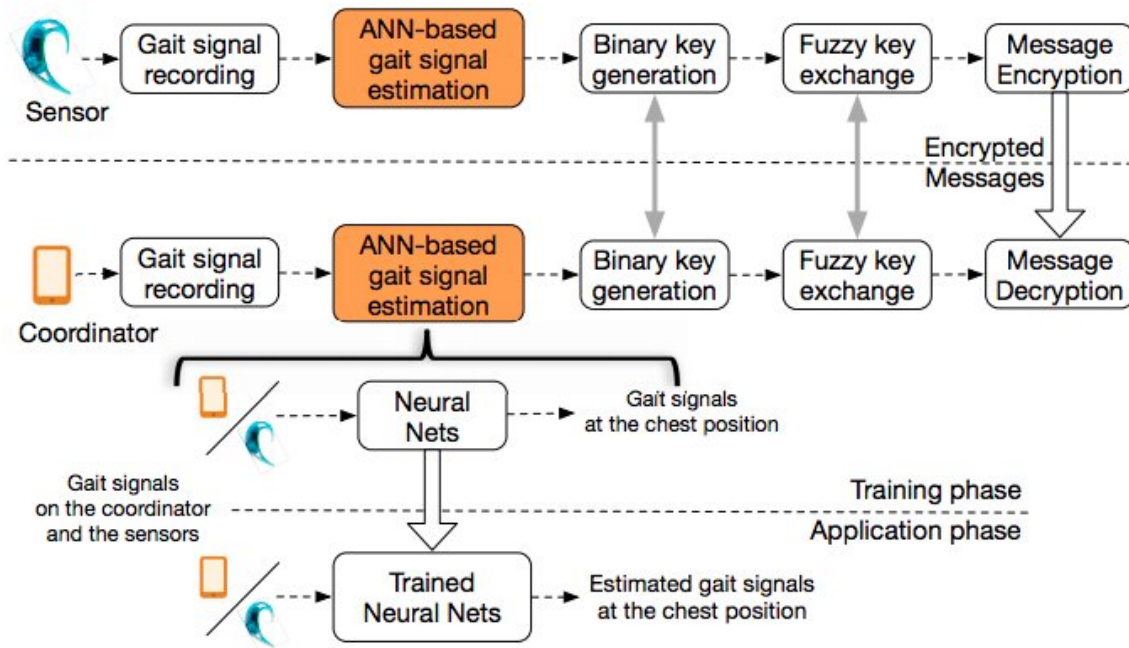 Gait signal
recording
ANN-based
gait signal
estimation
Binary key
generation
Fuzzy key
exchange
Message
Encryption
Sensor
Encrypted
Messages
Gait signal
recording
ANN-based
gait signal
estimation
Binary key
generation
Fuzzy key
exchange
Message
Decryption
Coordinator
Neural
Nets
Gait signals
at the chest position
Gait signals
on the coordinator
and the sensors
Training phase
Application phase
Trained
Neural Nets
Estimated gait signals
at the chest position